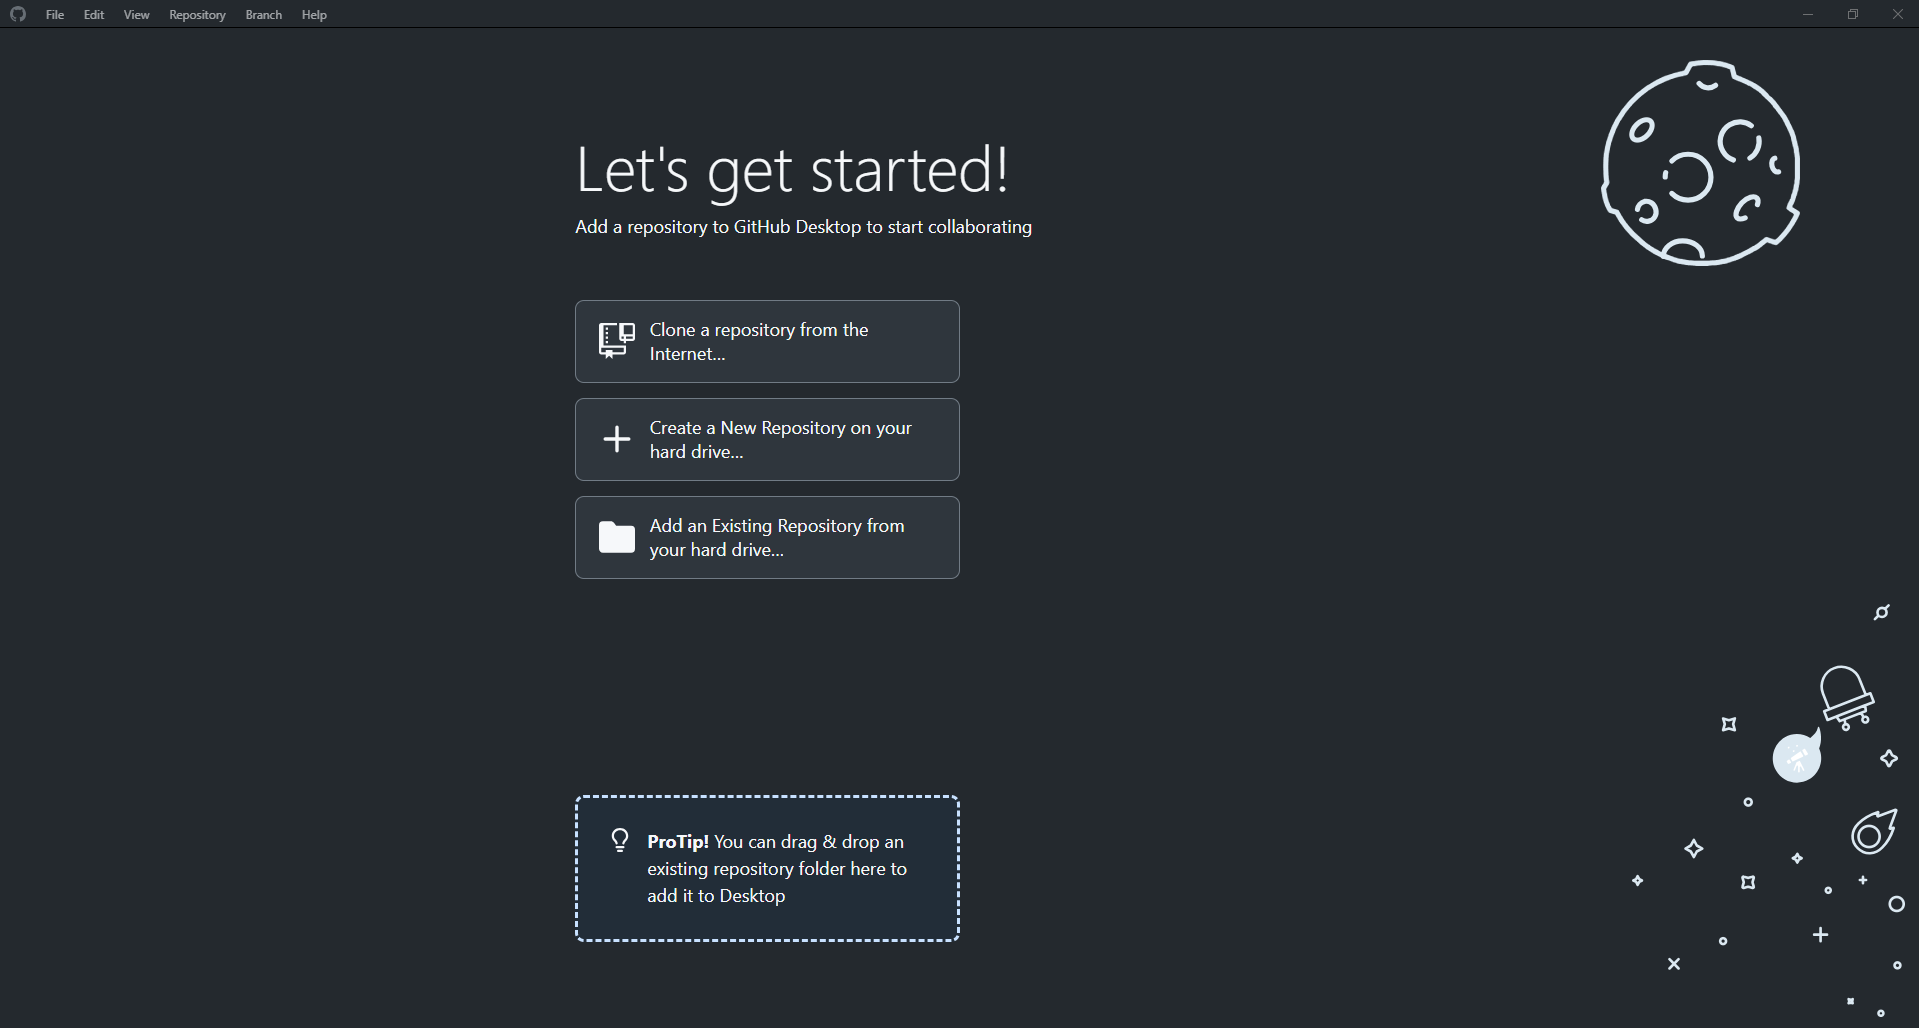 File Edit View Repository Branch Help
Let's get started!
Add a repository to GitHub Desktop to start collaborating
Clone a repository from the
Internet...
Create a New Repository on your
hard drive...
Add an Existing Repository from
your hard drive...
ProTip! You can drag & drop an
existing repository folder here to
add it to Desktop